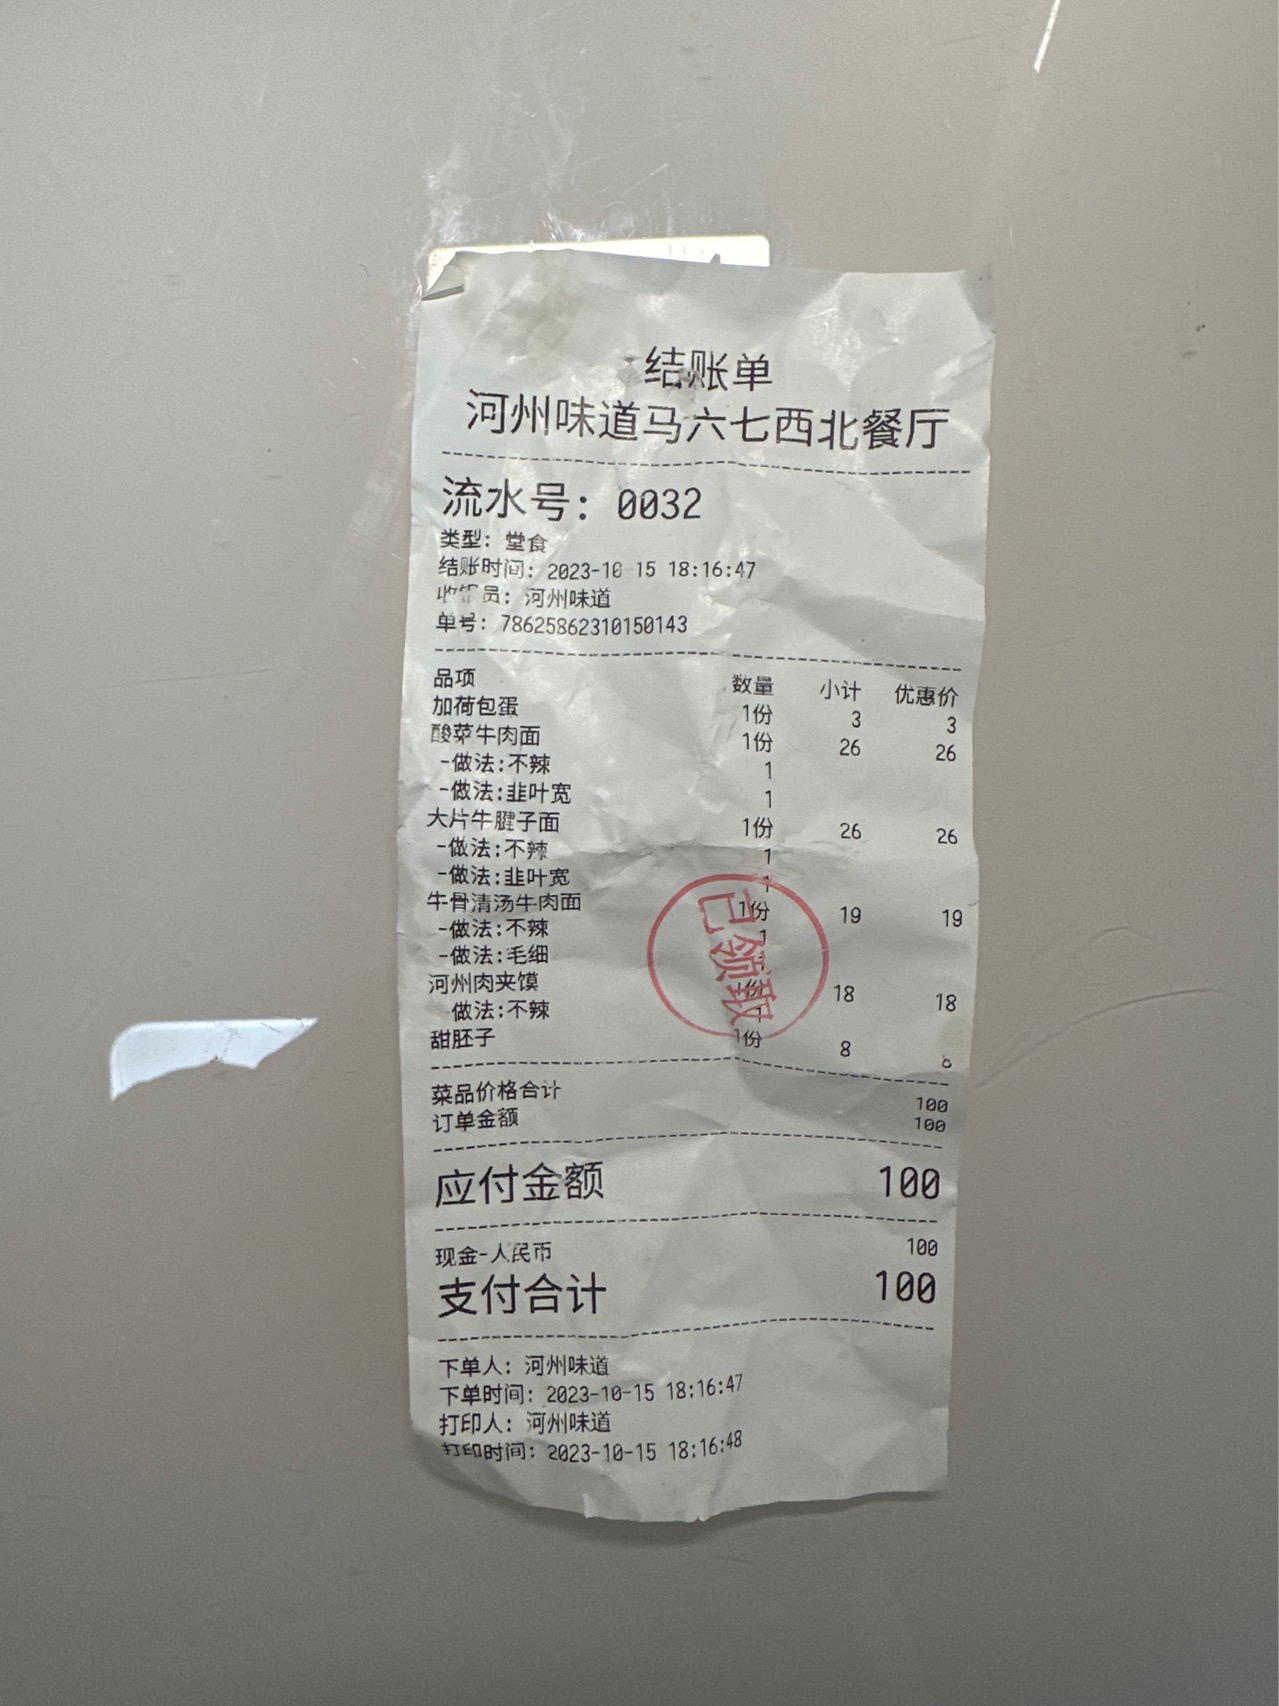 结账单
河州味道马六七西北餐厅
流水号: 0032
类型: 堂食
结账时间: 2023-10-15 18:16:47
收银员: 河州味道
单号: 78625862310150143
品项 数量 小计 优惠价
加荷包蛋 1份 3 3
酸菜牛肉面 1份 26 26
-做法:不辣 1
-做法:韭叶宽 1
大片牛腱子面 1份 26 26
-做法:不辣 1
-做法:韭叶宽 1
牛骨清汤牛肉面 1份 19 19
-做法:不辣 1
-做法:毛细 1
河州肉夹馍 1份 18 18
做法:不辣 1
甜胚子 1份 8 8
已领取
菜品价格合计 100
订单金额 100
应付金额 100
现金-人民币 100
支付合计 100
下单人: 河州味道
下单时间: 2023-10-15 18:16:47
打印人: 河州味道
打印时间: 2023-10-15 18:16:48